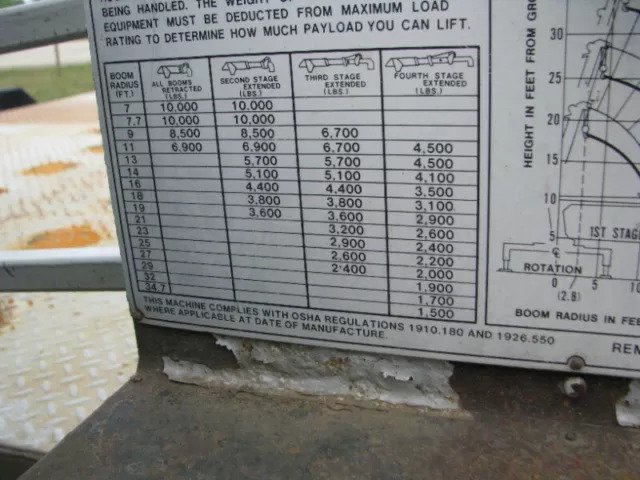 BEING HANDLED. THE WEIGHT
EQUIPMENT MUST BE DEDUCTED FROM MAXIMUM LOAD
RATING TO DETERMINE HOW MUCH PAYLOAD YOU CAN LIFT.
BOOM RADIUS (FT.) ALL BOOMS RETRACTED (LBS.) SECOND STAGE EXTENDED (LBS.) THIRD STAGE EXTENDED (LBS.) FOURTH STAGE EXTENDED (LBS.)
7 10,000 10,000
7.7 10,000 10,000
9 8,500 8,500 6,700
11 6,900 6,900 6,700 4,500
13 5,700 5,700 4,500
14 5,100 5,100 4,100
16 4,400 4,400 3,500
18 3,800 3,800 3,100
19 3,600 3,600 2,900
21 3,200 2,600
23 2,900 2,400
25 2,600 2,200
27 2,400 2,000
29 1,900
32 1,700
34.7 1,500
THIS MACHINE COMPLIES WITH OSHA REGULATIONS 1910.180 AND 1926.550
WHERE APPLICABLE AT DATE OF MANUFACTURE.
HEIGHT IN FEET FROM
30
25
20
15
10
5
1ST STAG
ROTATION
0 5 10
(2.8)
BOOM RADIUS IN FEE
REM